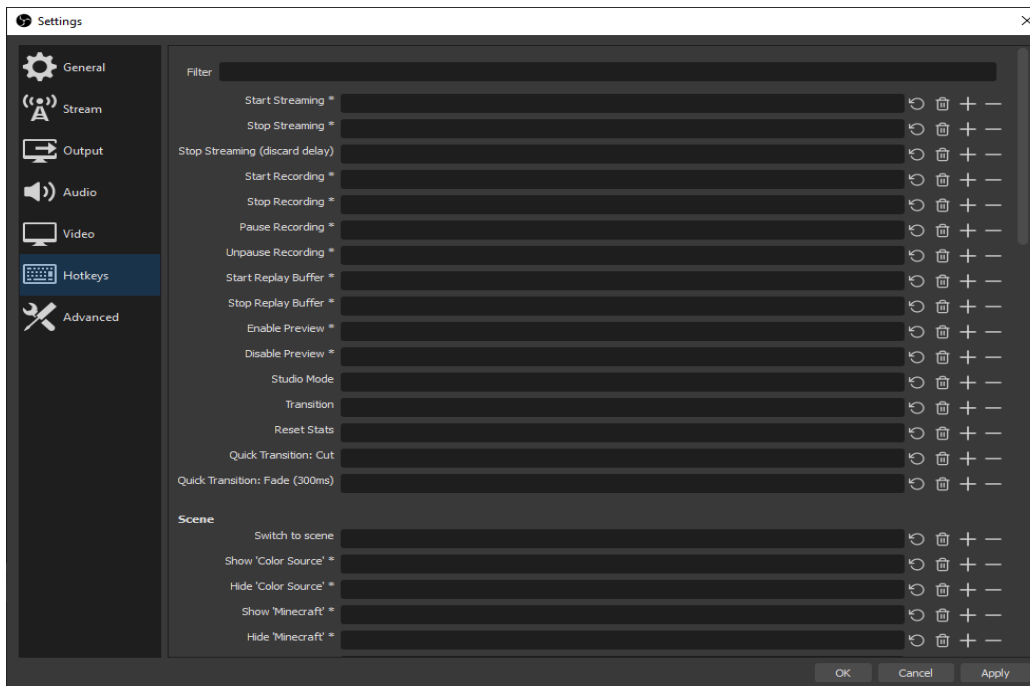 Settings
General
Stream
Output
Audio
Video
Hotkeys
Advanced
Filter
Start Streaming *
Stop Streaming *
Stop Streaming (discard delay)
Start Recording *
Stop Recording *
Pause Recording *
Unpause Recording *
Start Replay Buffer *
Stop Replay Buffer *
Enable Preview *
Disable Preview *
Studio Mode
Transition
Reset Stats
Quick Transition: Cut
Quick Transition: Fade (300ms)
Scene
Switch to scene
Show 'Color Source' *
Hide 'Color Source' *
Show 'Minecraft' *
Hide 'Minecraft' *
OK Cancel Apply